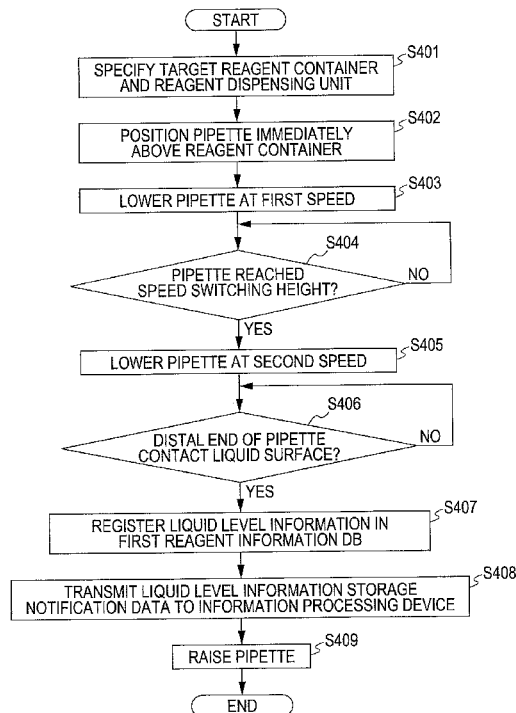 START
S401
SPECIFY TARGET REAGENT CONTAINER
AND REAGENT DISPENSING UNIT
S402
POSITION PIPETTE IMMEDIATELY
ABOVE REAGENT CONTAINER
S403
LOWER PIPETTE AT FIRST SPEED
S404
PIPETTE REACHED
SPEED SWITCHING HEIGHT?
NO
YES
S405
LOWER PIPETTE AT SECOND SPEED
S406
DISTAL END OF PIPETTE
CONTACT LIQUID SURFACE?
NO
YES
S407
REGISTER LIQUID LEVEL INFORMATION IN
FIRST REAGENT INFORMATION DB
S408
TRANSMIT LIQUID LEVEL INFORMATION STORAGE
NOTIFICATION DATA TO INFORMATION PROCESSING DEVICE
S409
RAISE PIPETTE
END